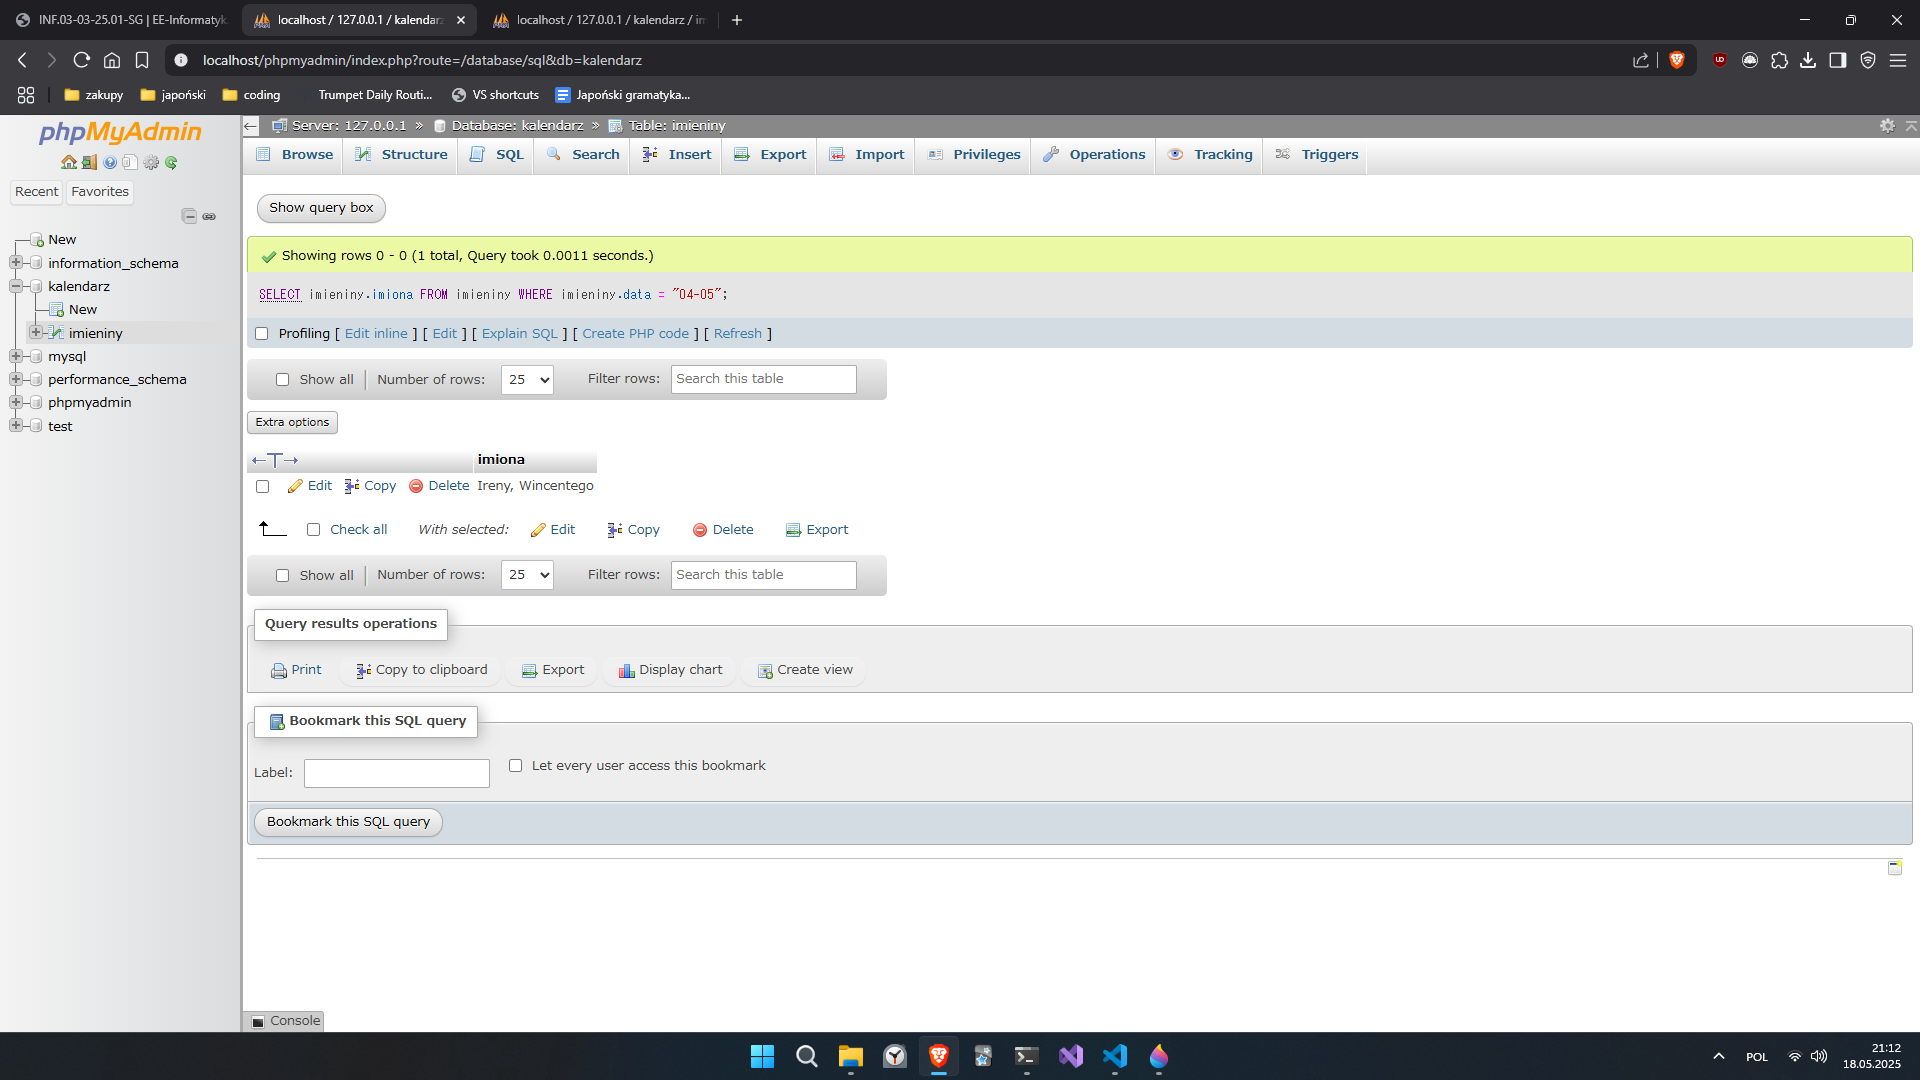 INF.03-03-25.01-SG | EE-Informatyk
localhost / 127.0.0.1 / kalendarz
localhost / 127.0.0.1 / kalendarz / im
localhost/phpmyadmin/index.php?route=/database/sql&db=kalendarz
zakupy
japoński
coding
Trumpet Daily Routi...
VS shortcuts
Japoński gramatyka...
phpMyAdmin
Recent
Favorites
New
information_schema
kalendarz
New
imieniny
mysql
performance_schema
phpmyadmin
test
Server: 127.0.0.1 » Database: kalendarz » Table: imieniny
Browse
Structure
SQL
Search
Insert
Export
Import
Privileges
Operations
Tracking
Triggers
Show query box
Showing rows 0 - 0 (1 total, Query took 0.0011 seconds.)
SELECT imieniny.imiona FROM imieniny WHERE imieniny.data = "04-05";
Profiling [ Edit inline ] [ Edit ] [ Explain SQL ] [ Create PHP code ] [ Refresh ]
Show all
Number of rows:
25
Filter rows:
Search this table
Extra options
imiona
Edit
Copy
Delete
Ireny, Wincentego
Check all
With selected:
Edit
Copy
Delete
Export
Show all
Number of rows:
25
Filter rows:
Search this table
Query results operations
Print
Copy to clipboard
Export
Display chart
Create view
Bookmark this SQL query
Label:
Let every user access this bookmark
Bookmark this SQL query
Console
POL
21:12
18.05.2025